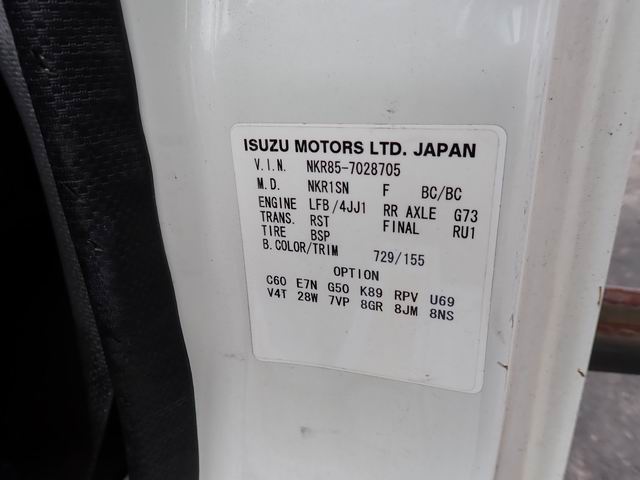 ISUZU MOTORS LTD. JAPAN
V.I.N. NKR85-7028705
M.D. NKR1SN F BC/BC
ENGINE LFB/4JJ1 RR AXLE G73
TRANS. RST FINAL RU1
TIRE BSP
B.COLOR/TRIM 729/155
OPTION
C60 E7N G50 K89 RPV U69
V4T 28W 7VP 8GR 8JM 8NS